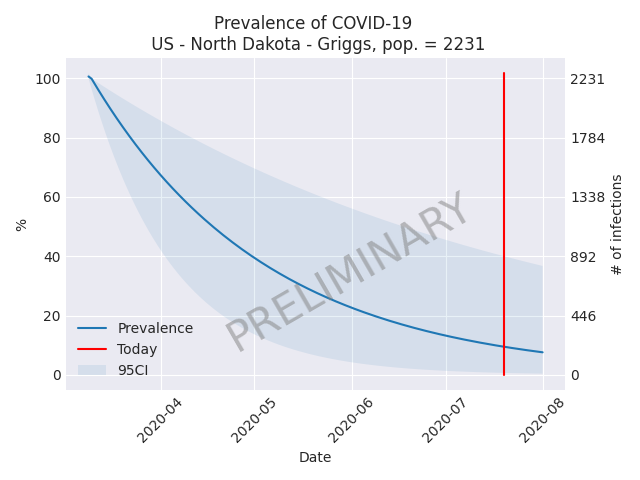 Prevalence of COVID-19
US - North Dakota - Griggs, pop. = 2231
100
80
60
40
20
0
%
2231
1784
1338
892
446
0
# of infections
PRELIMINARY
Prevalence
Today
95CI
2020-04
2020-05
2020-06
2020-07
2020-08
Date